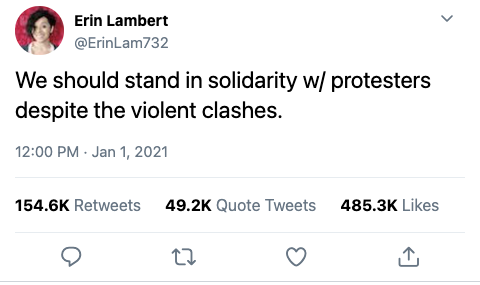 Erin Lambert
@ErinLam732
We should stand in solidarity w/ protesters
despite the violent clashes.
12:00 PM · Jan 1, 2021
154.6K Retweets 49.2K Quote Tweets 485.3K Likes